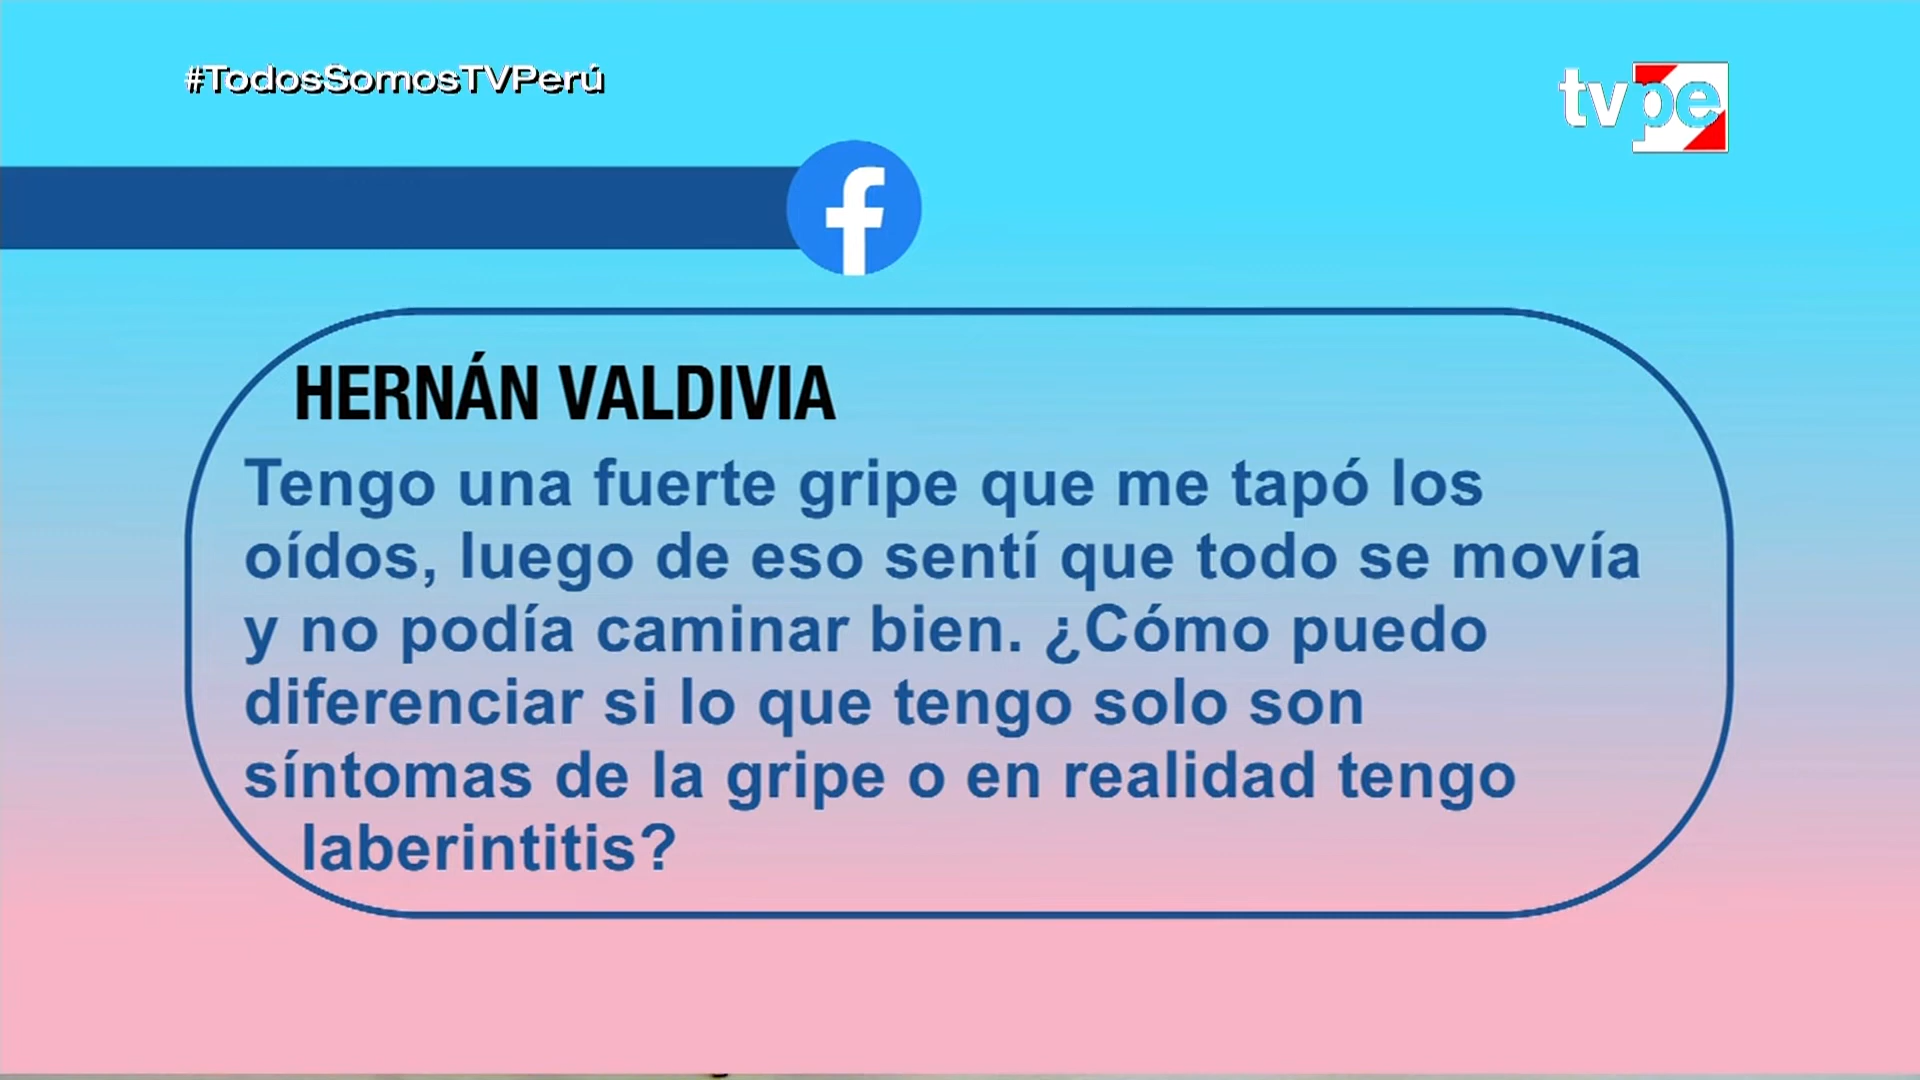 #TodosSomosTVPerú
tvpe
f
HERNÁN VALDIVIA
Tengo una fuerte gripe que me tapó los
oídos, luego de eso sentí que todo se movía
y no podía caminar bien. ¿Cómo puedo
diferenciar si lo que tengo solo son
síntomas de la gripe o en realidad tengo
laberintitis?